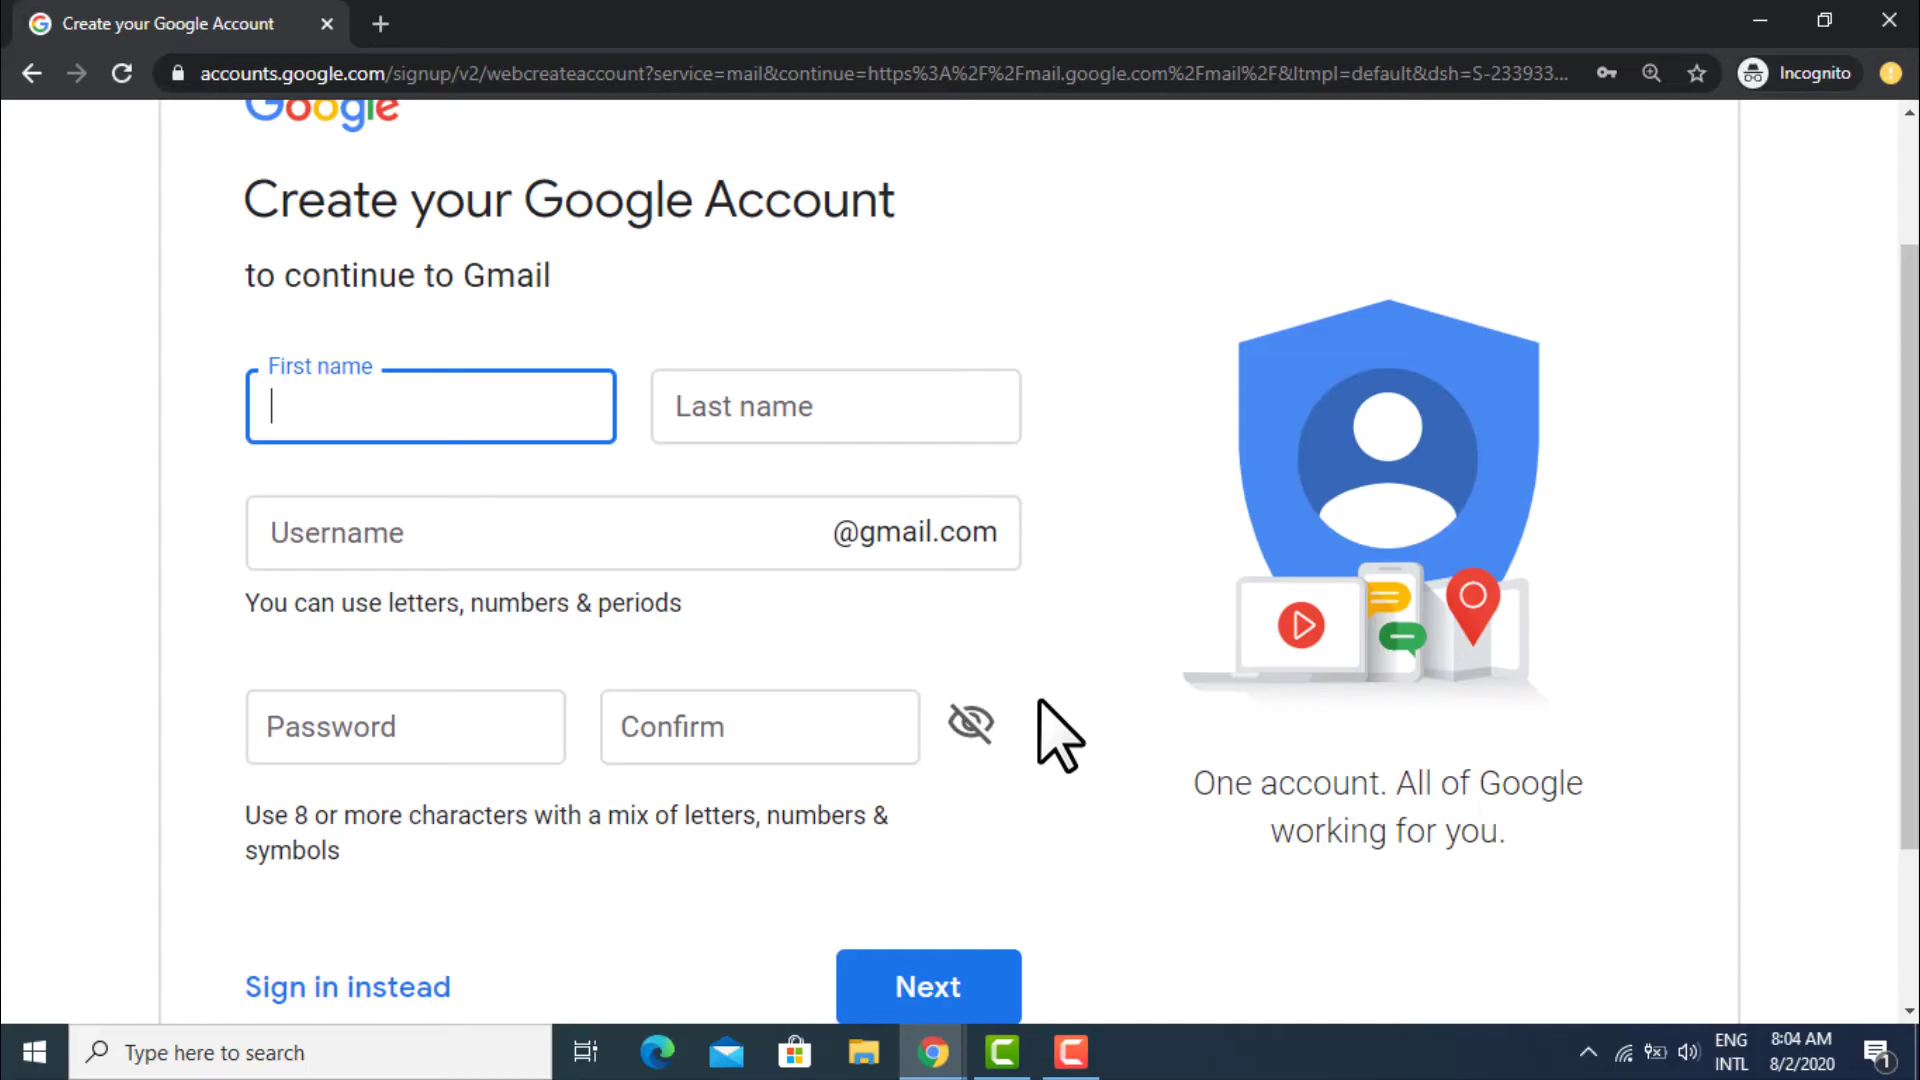 Create your Google Account
accounts.google.com/signup/v2/webcreateaccount?service=mail&continue=https%3A%2F%2Fmail.google.com%2Fmail%2F&ltmpl=default&dsh=S-233933...
Incognito
Google
Create your Google Account
to continue to Gmail
First name
Last name
Username
@gmail.com
You can use letters, numbers & periods
Password
Confirm
Use 8 or more characters with a mix of letters, numbers &
symbols
One account. All of Google
working for you.
Sign in instead
Next
Type here to search
ENG
INTL
8:04 AM
8/2/2020
1